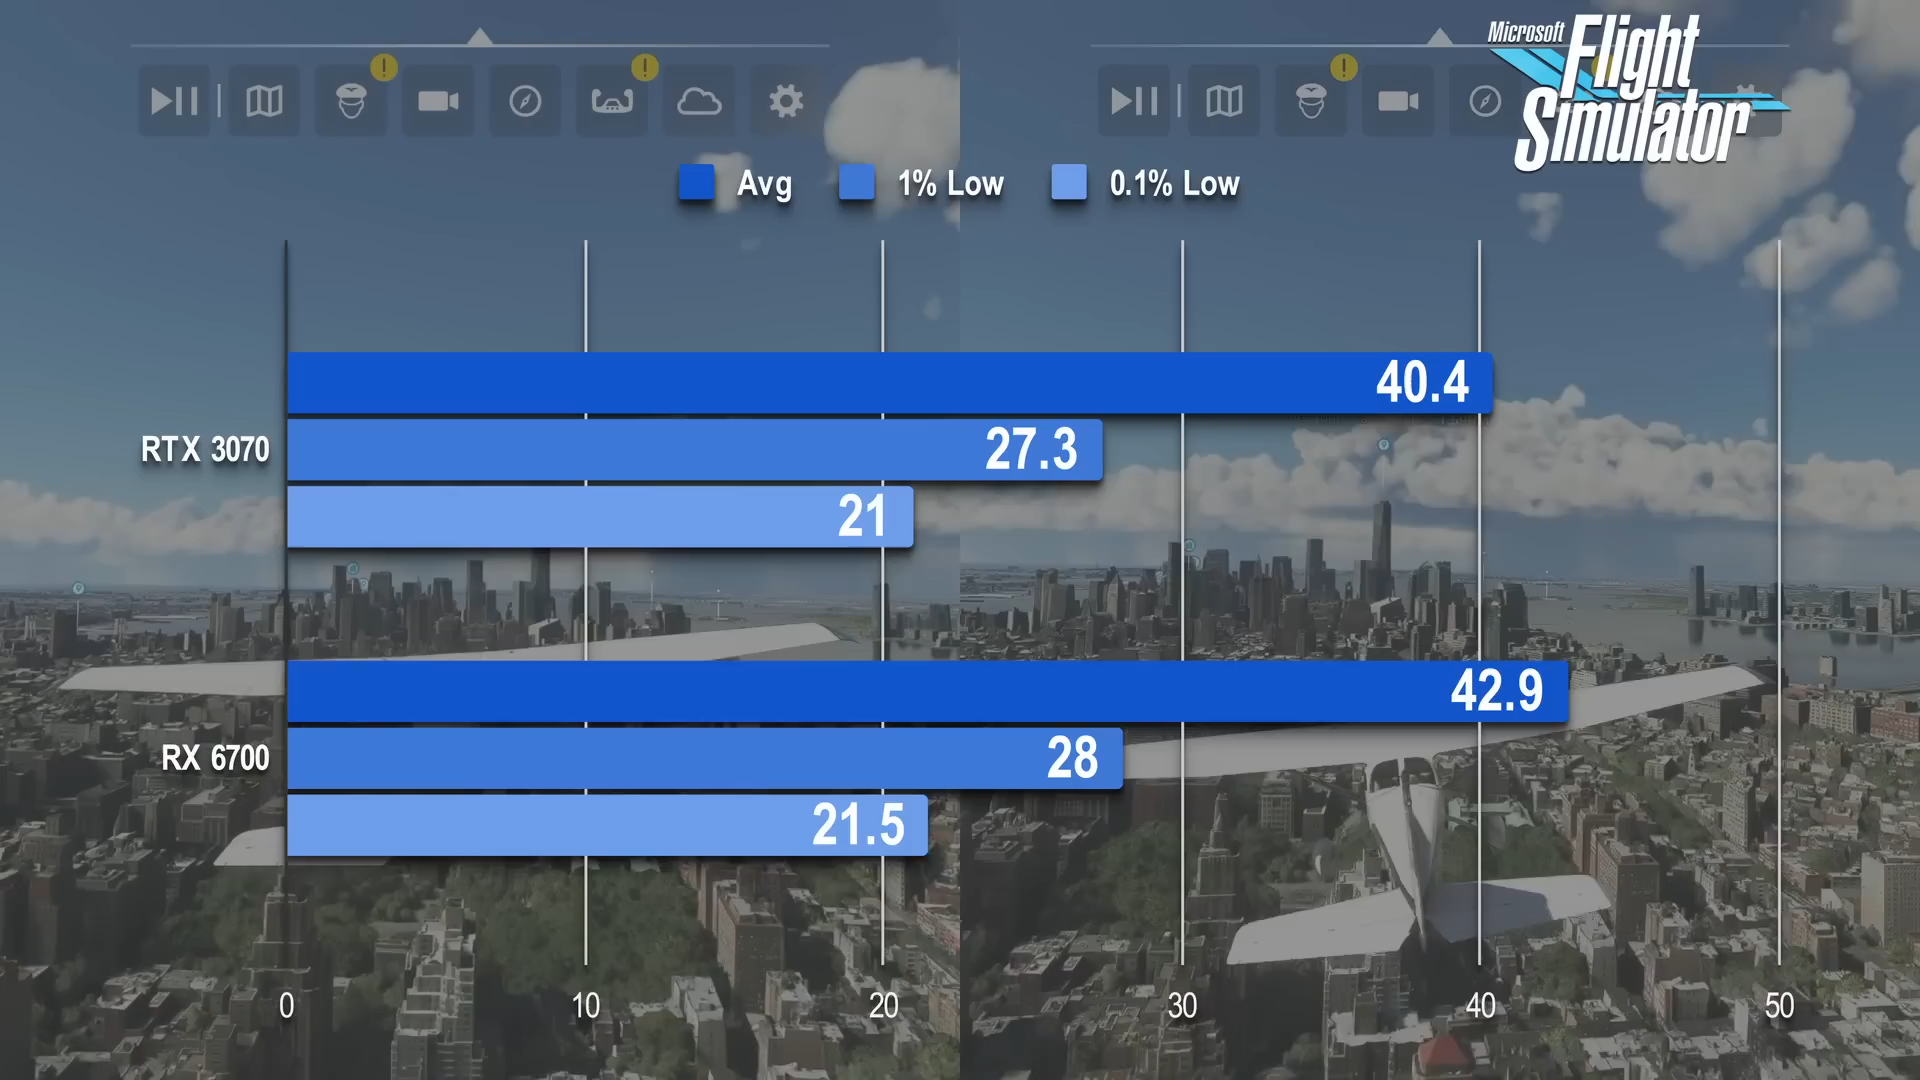 Microsoft
Flight
Simulator
Avg 1% Low 0.1% Low
40.4
RTX 3070 27.3
21
42.9
RX 6700 28
21.5
0 10 20 30 40 50